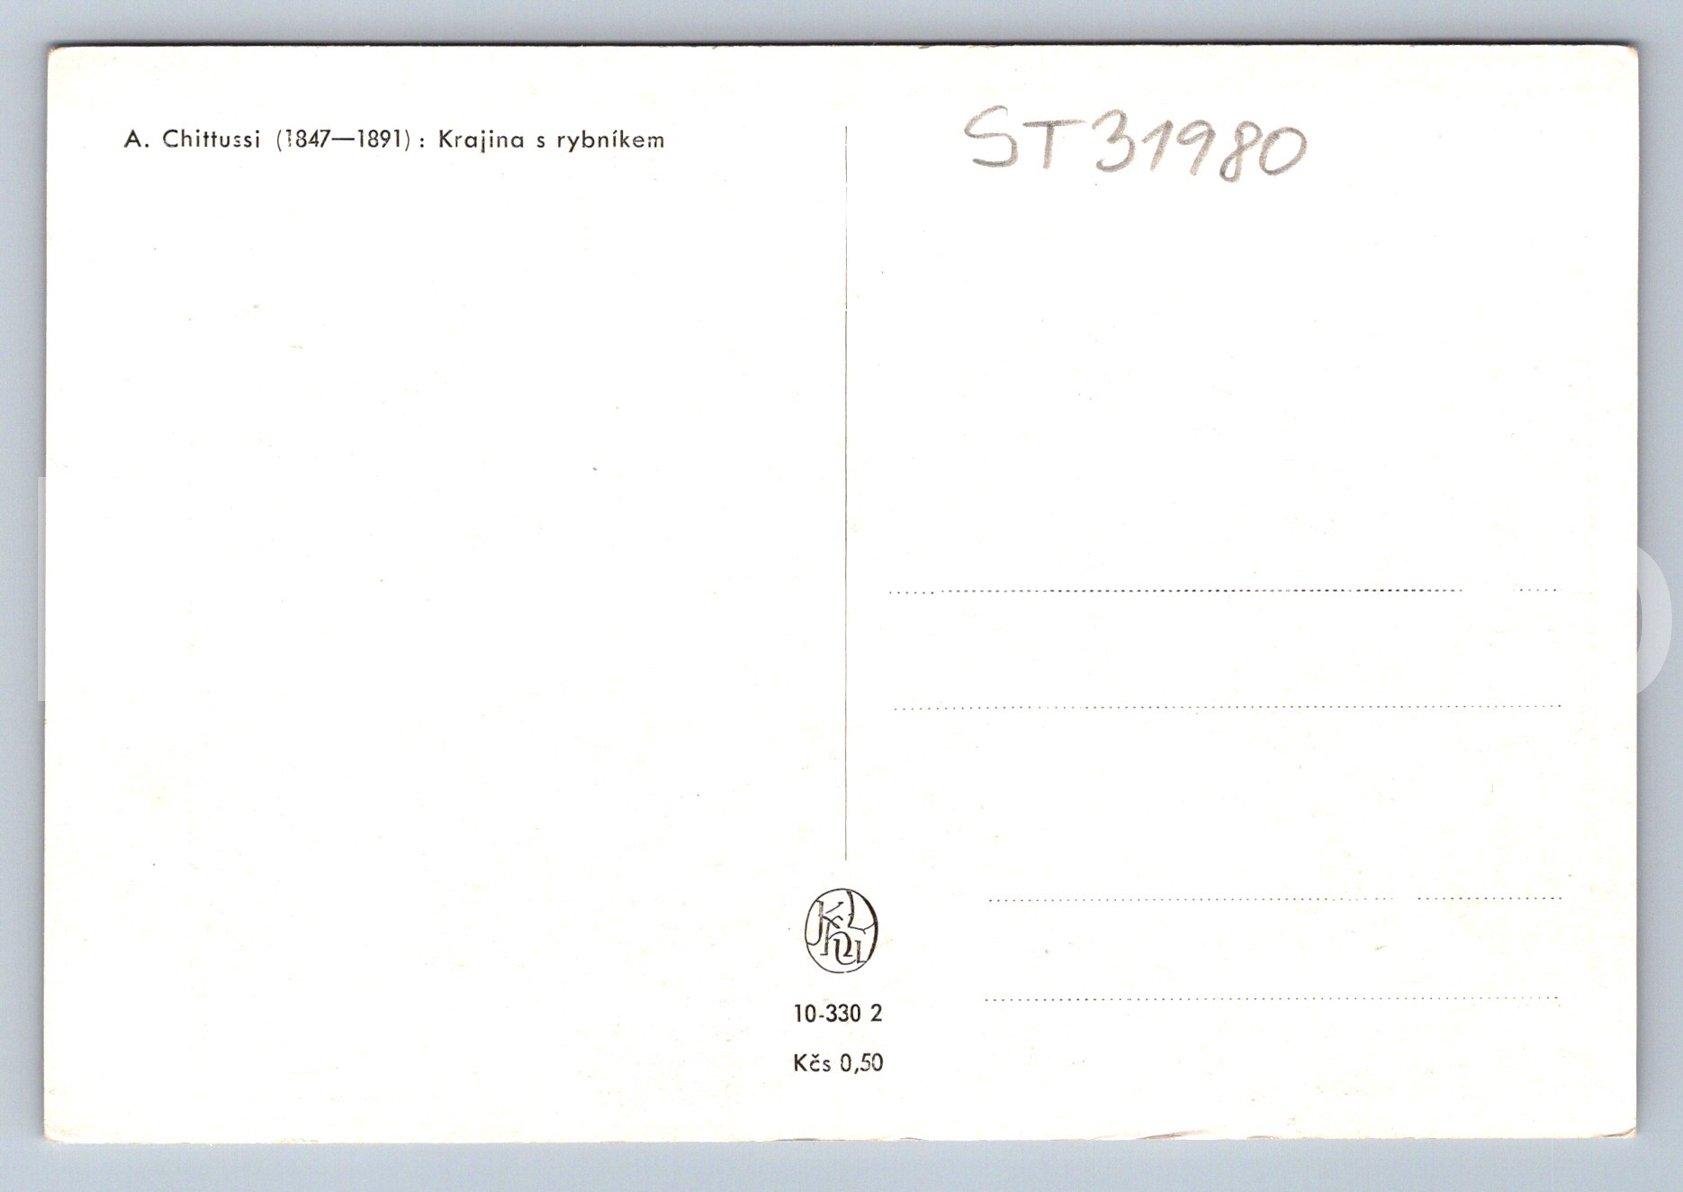 A. Chittussi (1847—1891) : Krajina s rybníkem
ST31980
10-330 2
Kčs 0,50